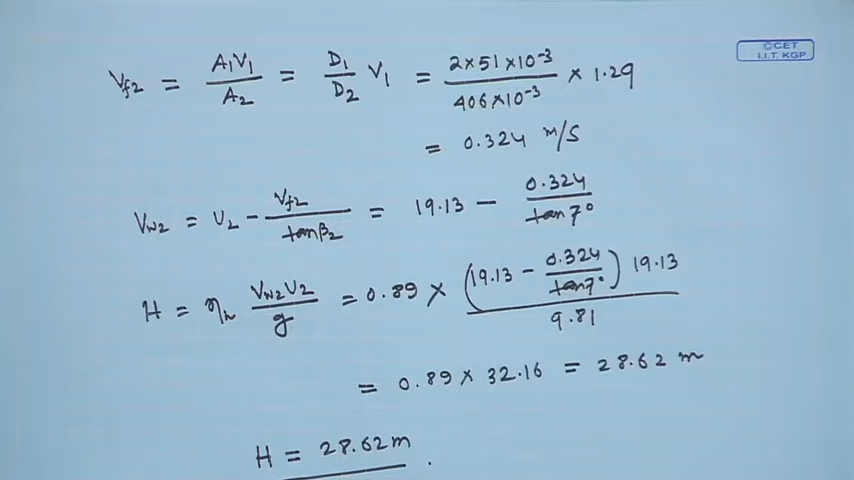 ©CET
I.I.T. KGP
Vf2 = A1V1/A2 = D1/D2 V1 = 2×51×10⁻³/406×10⁻³ × 1.29
= 0.324 m/s
Vw2 = U2 − Vf2/tanβ2 = 19.13 − 0.324/tan7°
H = ηh Vw2U2/g = 0.89 × (19.13 − 0.324/tan7°) 19.13/9.81
= 0.89 × 32.16 = 28.62 m
H = 28.62m.